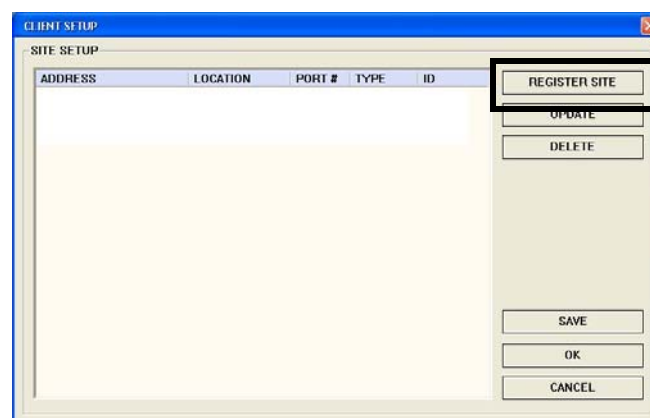 CLIENT SETUP
SITE SETUP
ADDRESS LOCATION PORT # TYPE ID
REGISTER SITE
UPDATE
DELETE
SAVE
OK
CANCEL